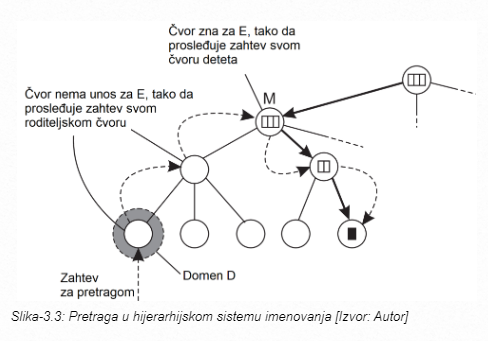 Čvor zna za E, tako da
prosleđuje zahtev svom
čvoru deteta
Čvor nema unos za E, tako da
prosleđuje zahtev svom
roditeljskom čvoru
M
Zahtev
za pretragom
Domen D
Slika-3.3: Pretraga u hijerarhijskom sistemu imenovanja [Izvor: Autor]